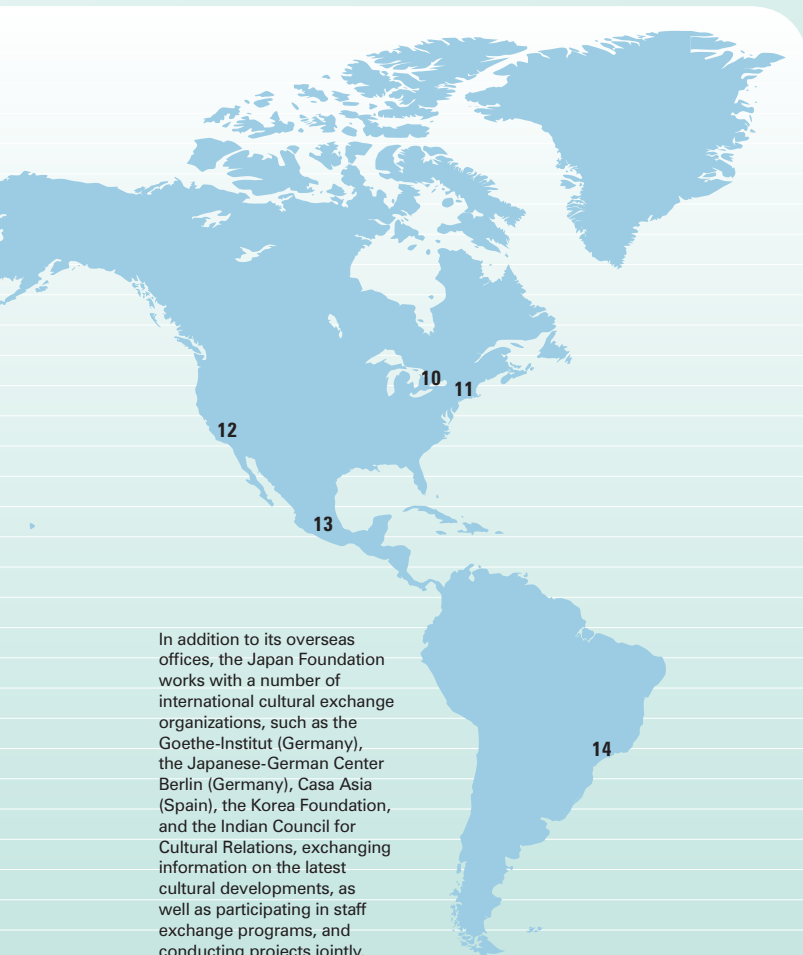 10
11
12
13
In addition to its overseas
offices, the Japan Foundation
works with a number of
international cultural exchange
organizations, such as the
Goethe-Institut (Germany),
the Japanese-German Center
Berlin (Germany), Casa Asia
(Spain), the Korea Foundation,
and the Indian Council for
Cultural Relations, exchanging
information on the latest
cultural developments, as
well as participating in staff
exchange programs, and
conducting projects jointly
14